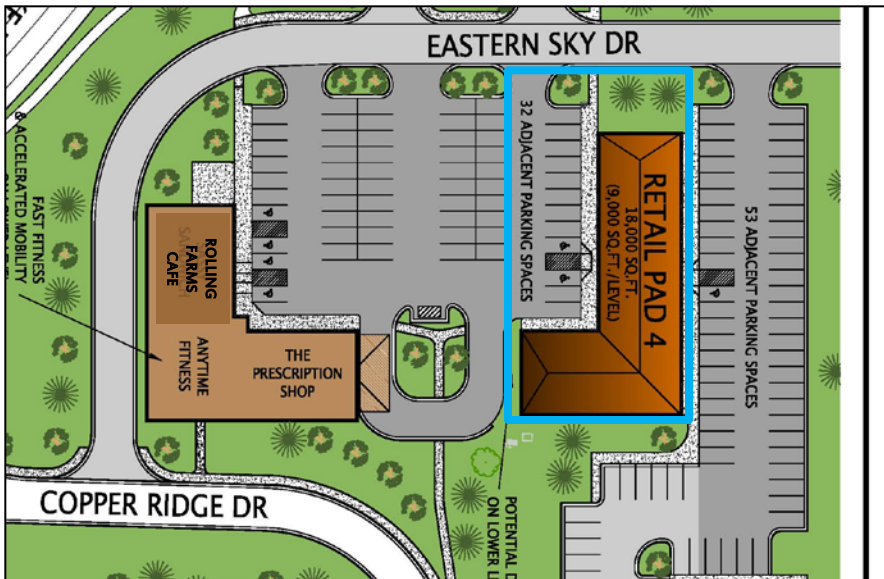 EASTERN SKY DR
32 ADJACENT PARKING SPACES
RETAIL PAD 4
18,000 SQ.FT.
(9,000 SQ.FT./LEVEL)
53 ADJACENT PARKING SPACES
FAST FITNESS
& ACCELERATED MOBILITY
ROLLING
FARMS
CAFE
ANYTIME
FITNESS
THE
PRESCRIPTION
SHOP
COPPER RIDGE DR
POTENTIAL
ON LOWER